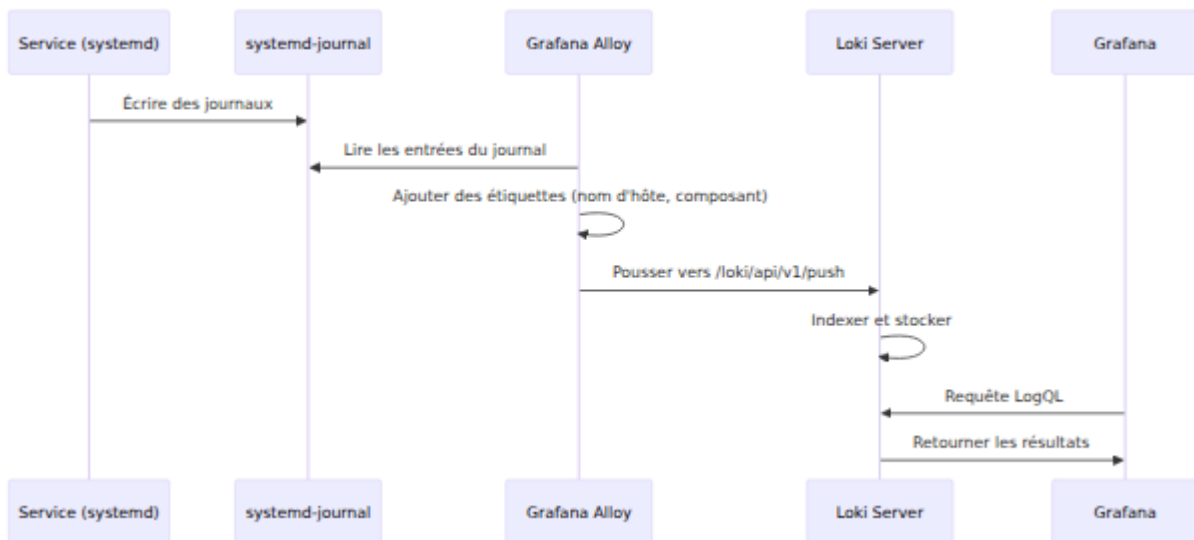 Service (systemd)
systemd-journal
Grafana Alloy
Loki Server
Grafana
Écrire des journaux
Lire les entrées du journal
Ajouter des étiquettes (nom d'hôte, composant)
Pousser vers /loki/api/v1/push
Indexer et stocker
Requête LogQL
Retourner les résultats
Service (systemd)
systemd-journal
Grafana Alloy
Loki Server
Grafana